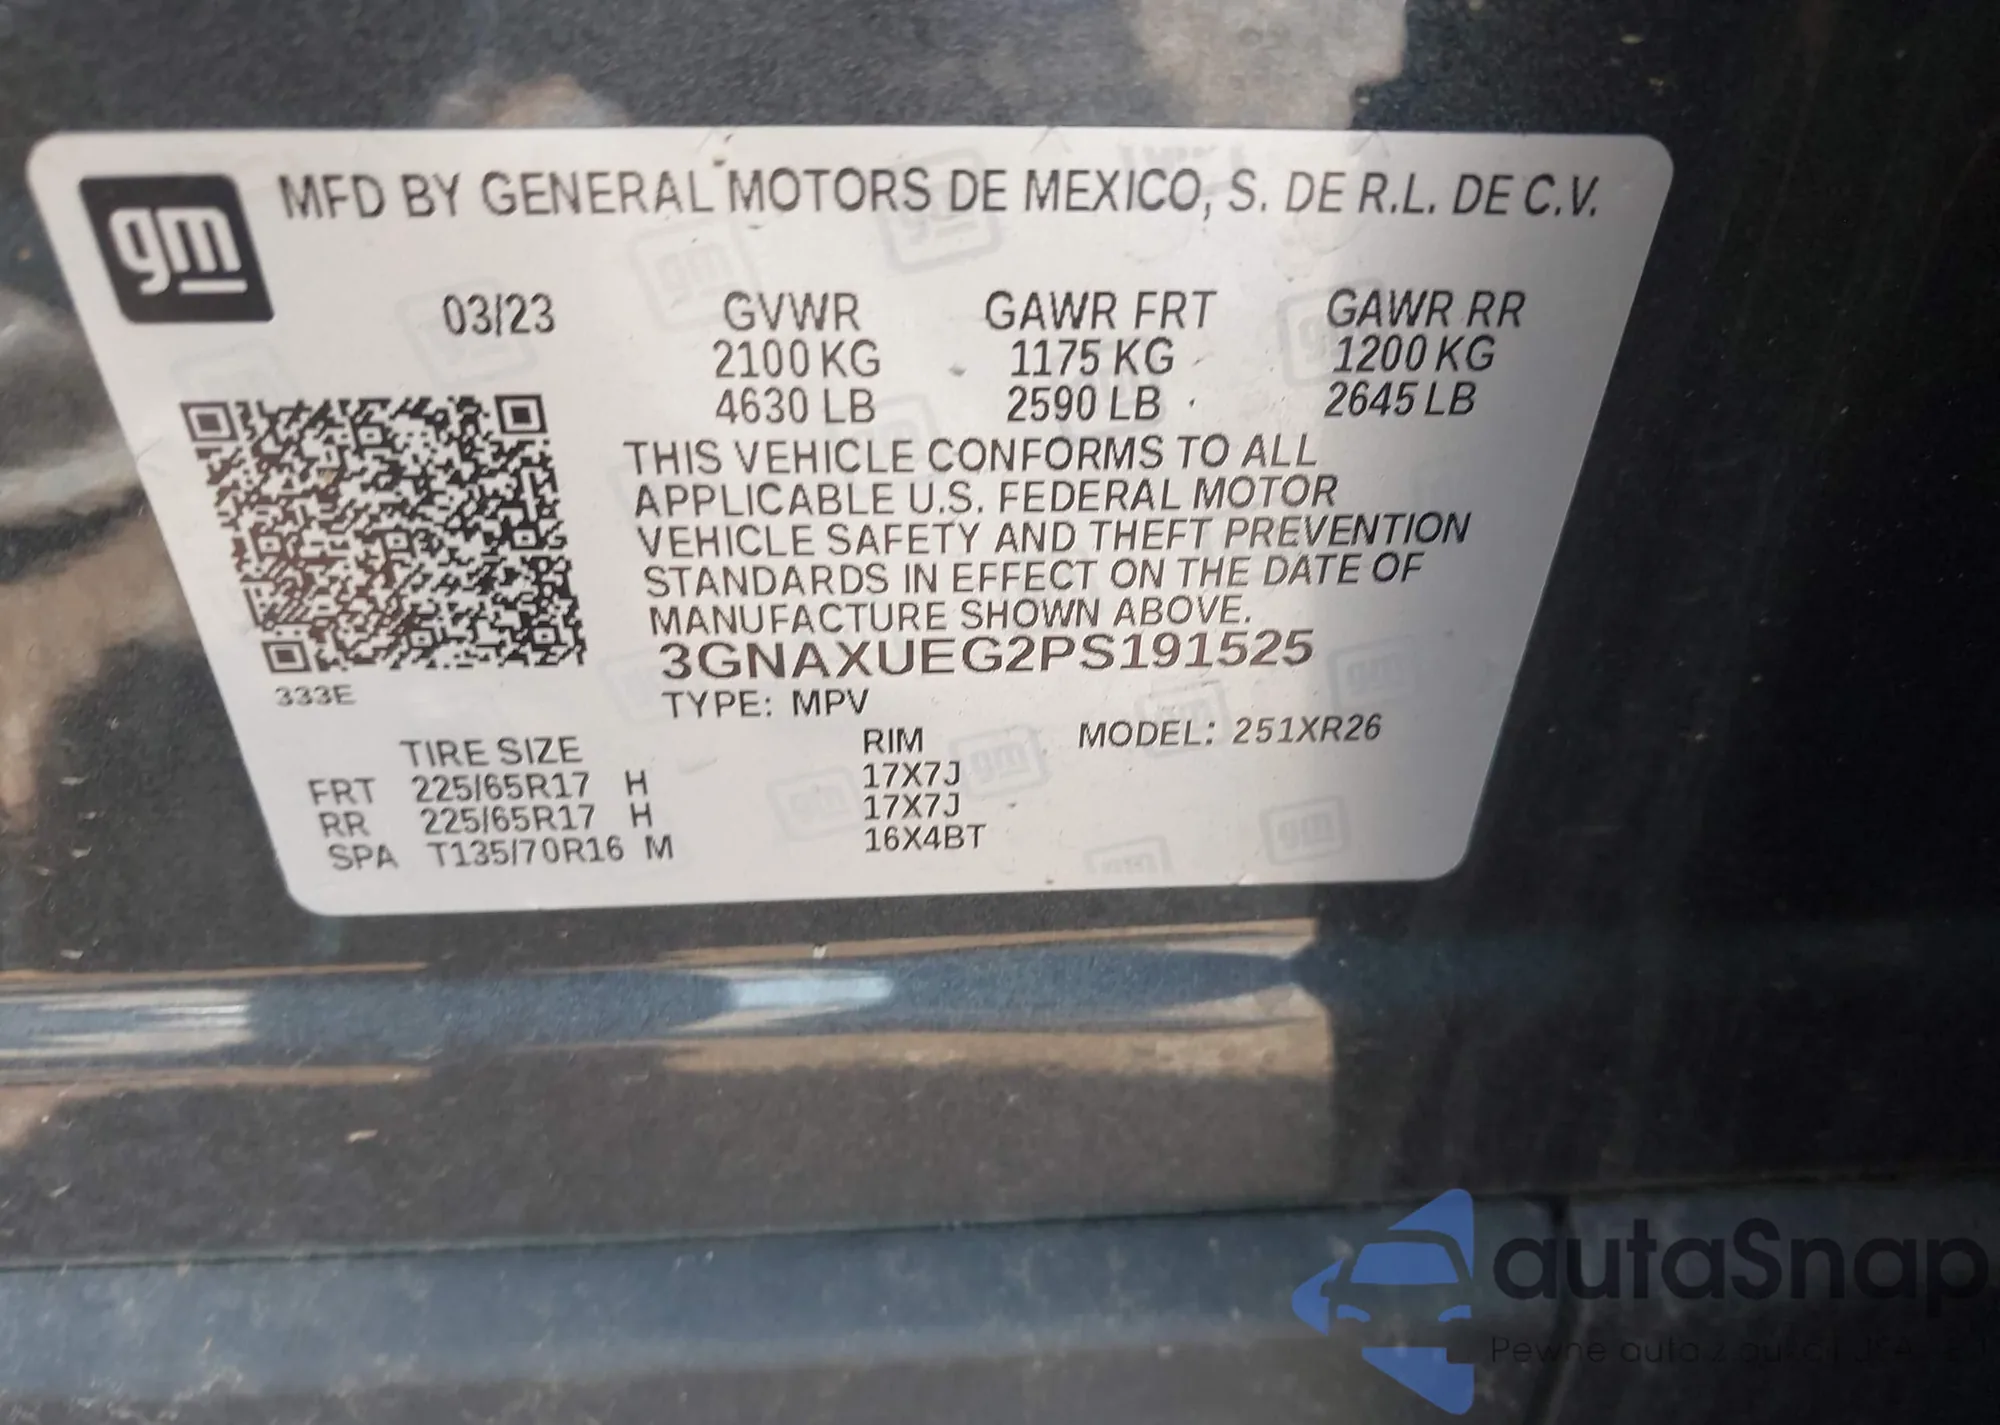 gm
MFD BY GENERAL MOTORS DE MEXICO, S. DE R.L. DE C.V.
03/23 GVWR GAWR FRT GAWR RR
2100 KG 1175 KG 1200 KG
4630 LB 2590 LB 2645 LB
THIS VEHICLE CONFORMS TO ALL
APPLICABLE U.S. FEDERAL MOTOR
VEHICLE SAFETY AND THEFT PREVENTION
STANDARDS IN EFFECT ON THE DATE OF
MANUFACTURE SHOWN ABOVE.
3GNAXUEG2PS191525
333E
TYPE: MPV
TIRE SIZE RIM MODEL: 251XR26
FRT 225/65R17 H 17X7J
RR 225/65R17 H 17X7J
SPA T135/70R16 M 16X4BT
autaSnap
Pewne auta z